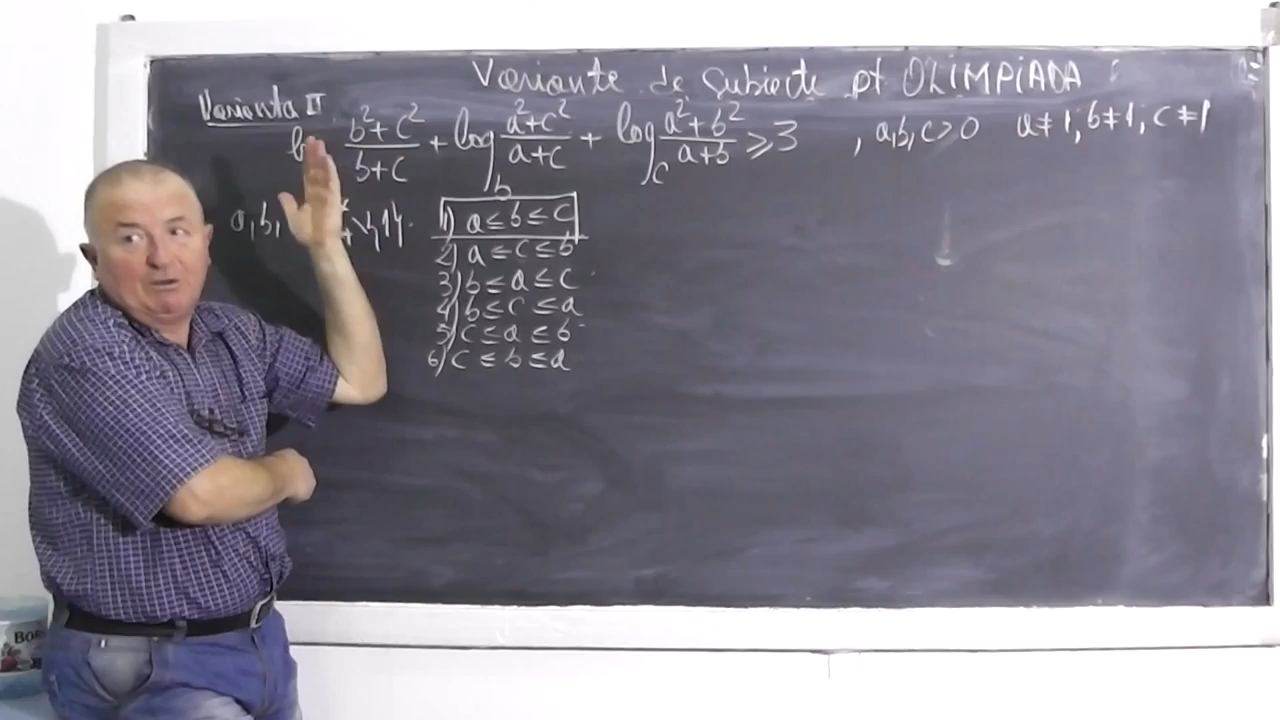 Variante de subiecte pt OLIMPIADA :
Varianta II
b²+c²/b+c + log_b a²+c²/a+c + log_c a²+b²/a+b ≥ 3 , a,b,c>0 a≠1, b≠1, c≠1
a, b,
1) a ≤ b ≤ c
2) a ≤ c ≤ b
3) b ≤ a ≤ c
4) b ≤ c ≤ a
5) c ≤ a ≤ b
6) c ≤ b ≤ a